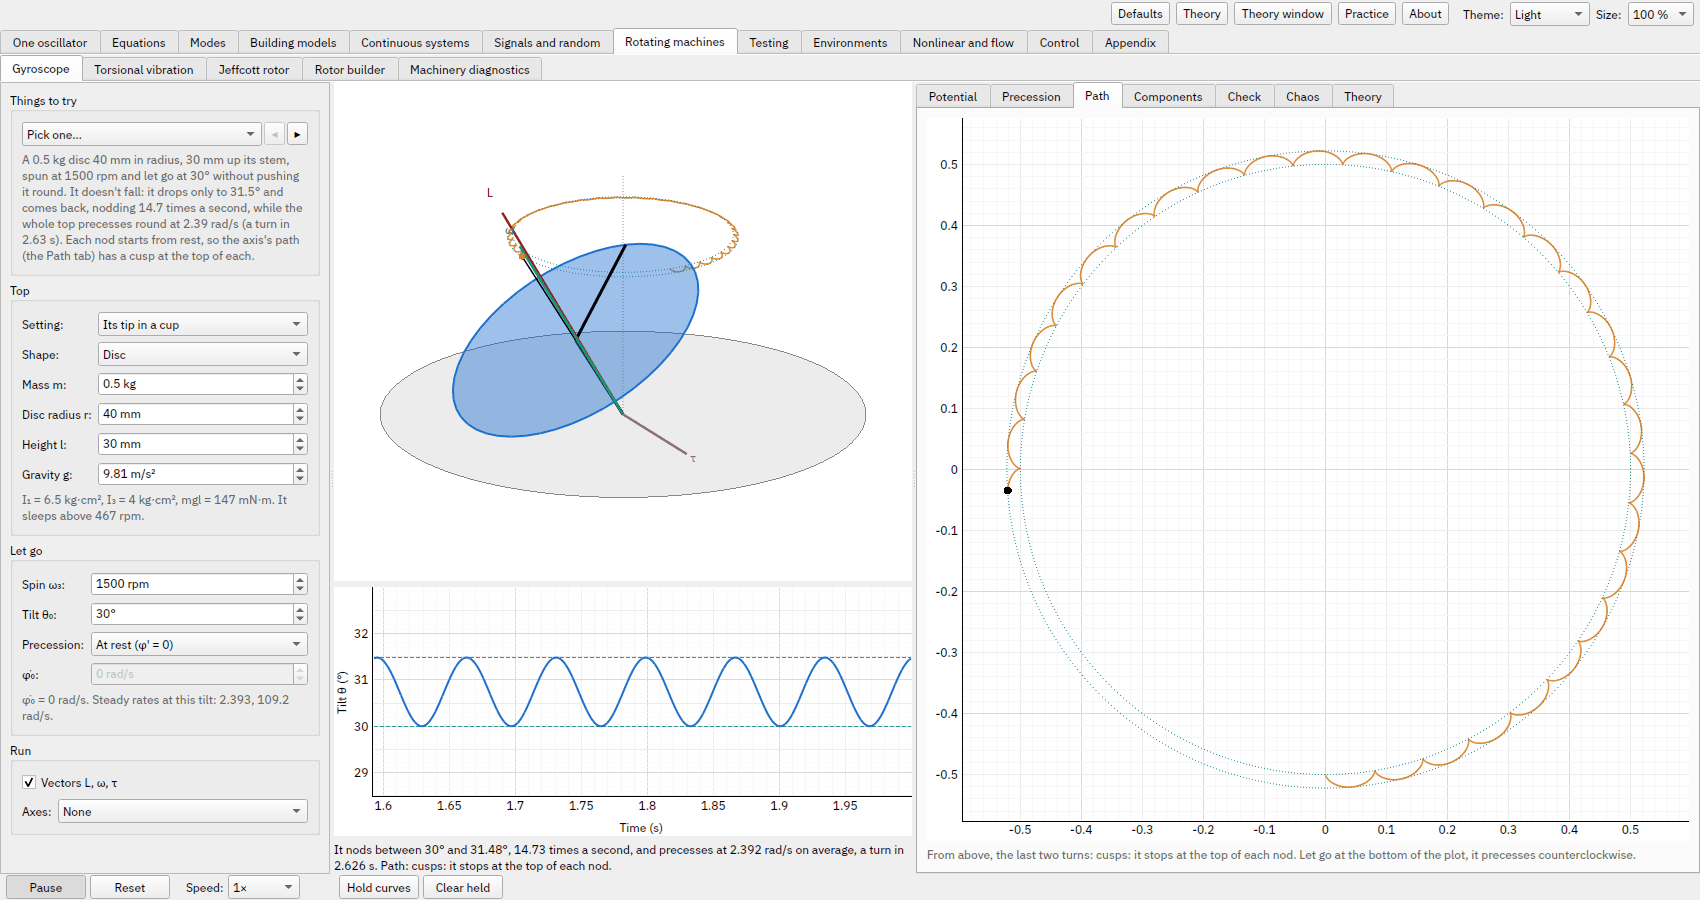 Defaults Theory Theory window Practice About Theme: Light Size: 100 %
One oscillator Equations Modes Building models Continuous systems Signals and random Rotating machines Testing Environments Nonlinear and flow Control Appendix
Gyroscope Torsional vibration Jeffcott rotor Rotor builder Machinery diagnostics
Things to try
Pick one...
A 0.5 kg disc 40 mm in radius, 30 mm up its stem,
spun at 1500 rpm and let go at 30° without pushing
it round. It doesn't fall: it drops only to 31.5° and
comes back, nodding 14.7 times a second, while the
whole top precesses round at 2.39 rad/s (a turn in
2.63 s). Each nod starts from rest, so the axis's path
(the Path tab) has a cusp at the top of each.
Top
Setting: Its tip in a cup
Shape: Disc
Mass m: 0.5 kg
Disc radius r: 40 mm
Height l: 30 mm
Gravity g: 9.81 m/s²
I₁ = 6.5 kg·cm², I₃ = 4 kg·cm², mgl = 147 mN·m. It
sleeps above 467 rpm.
Let go
Spin ω₃: 1500 rpm
Tilt θ₀: 30°
Precession: At rest (φ' = 0)
φ̇₀: 0 rad/s
φ̇₀ = 0 rad/s. Steady rates at this tilt: 2.393, 109.2
rad/s.
Run
Vectors L, ω, τ
Axes: None
Pause Reset Speed: 1×
L
τ
Tilt θ (°)
32
31
30
29
1.6 1.65 1.7 1.75 1.8 1.85 1.9 1.95
Time (s)
It nods between 30° and 31.48°, 14.73 times a second, and precesses at 2.392 rad/s on average, a turn in
2.626 s. Path: cusps: it stops at the top of each nod.
Hold curves Clear held
Potential Precession Path Components Check Chaos Theory
0.5
0.4
0.3
0.2
0.1
0
-0.1
-0.2
-0.3
-0.4
-0.5
-0.5 -0.4 -0.3 -0.2 -0.1 0 0.1 0.2 0.3 0.4 0.5
From above, the last two turns: cusps: it stops at the top of each nod. Let go at the bottom of the plot, it precesses counterclockwise.